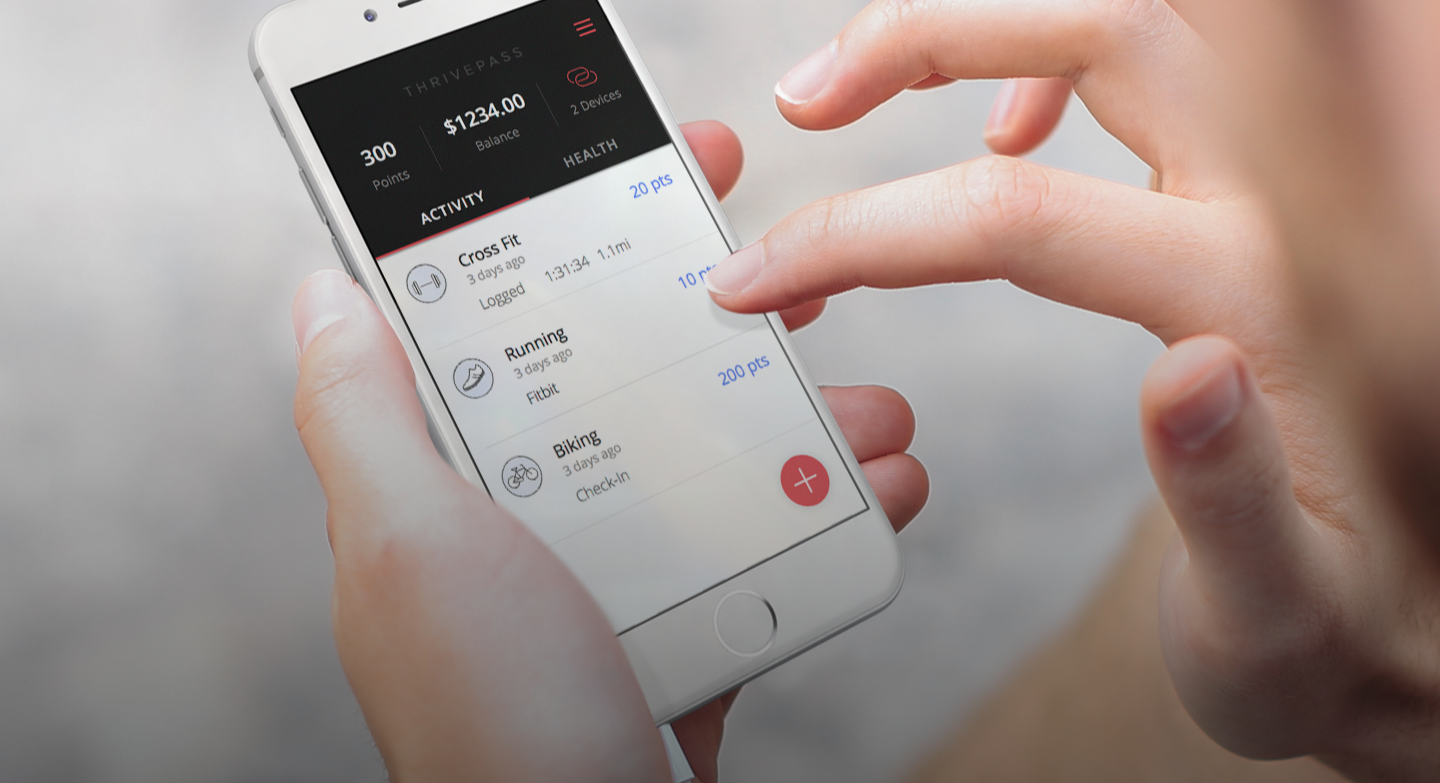 THRIVEPASS
300
Points
$1234.00
Balance
2 Devices
ACTIVITY
HEALTH
Cross Fit
20 pts
3 days ago
Logged 1:31:34 1.1mi
Running
10
3 days ago
Fitbit
Biking
200 pts
3 days ago
Check-In